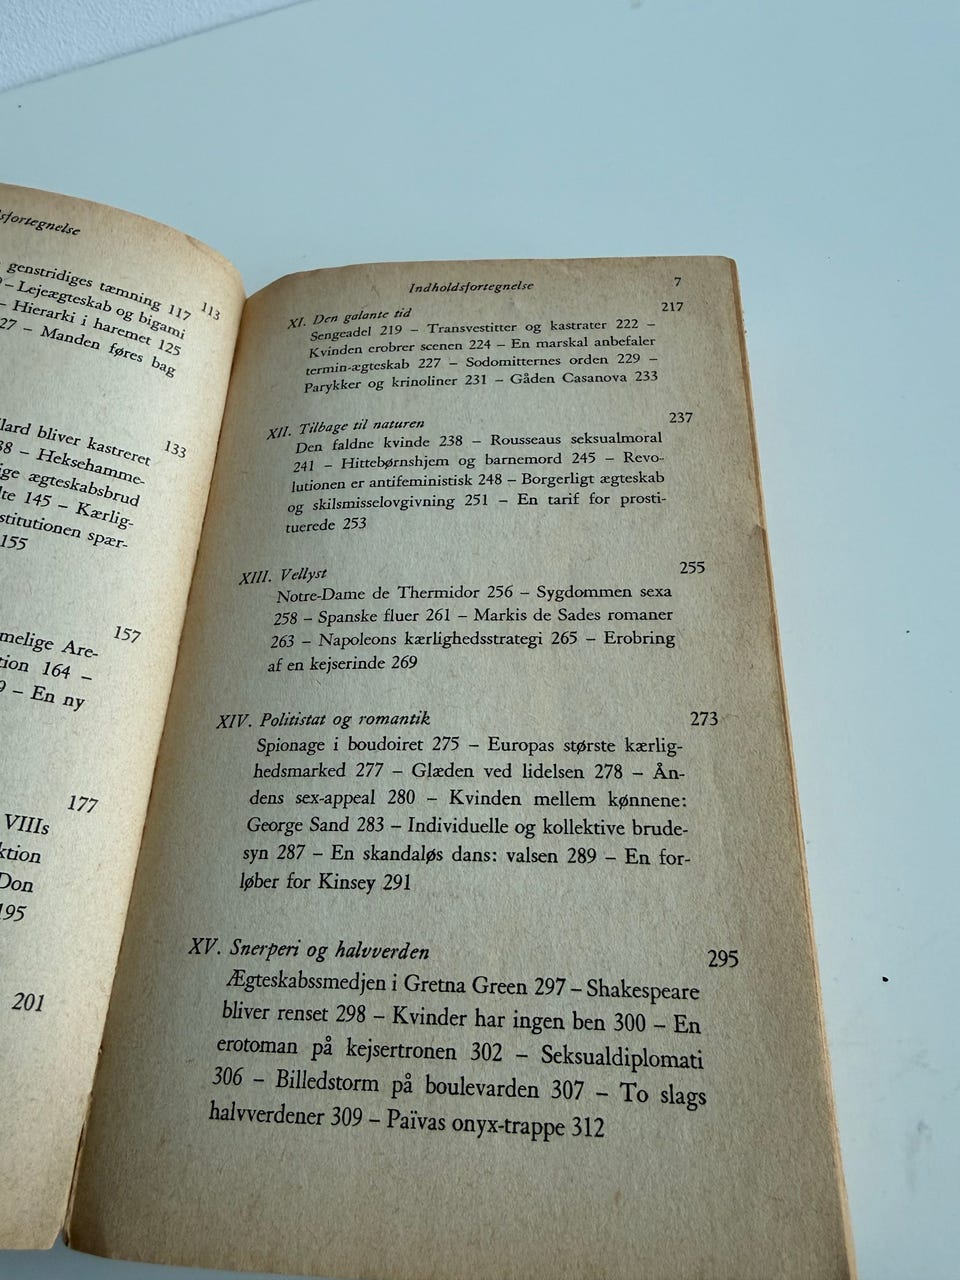 genstridiges tæmning 117
113
– Lejeægteskab og bigami
– Hierarki i haremet 125
27 – Manden føres bag
bliver kastreret
133
38 – Heksehamme-
ægteskabsbrud
145 – Kærlig-
spær-
155
157
Are-
164 –
– En ny
177
VIIIs
Don
195
201
Indholdsfortegnelse 7
XI. Den galante tid 217
Sengeadel 219 – Transvestitter og kastrater 222 –
Kvinden erobrer scenen 224 – En marskal anbefaler
termin-ægteskab 227 – Sodomitternes orden 229 –
Parykker og krinoliner 231 – Gåden Casanova 233
XII. Tilbage til naturen 237
Den faldne kvinde 238 – Rousseaus seksualmoral
241 – Hittebørnshjem og barnemord 245 – Revo-
lutionen er antifeministisk 248 – Borgerligt ægteskab
og skilsmisselovgivning 251 – En tarif for prosti-
tuerede 253
XIII. Vellyst 255
Notre-Dame de Thermidor 256 – Sygdommen sexa
258 – Spanske fluer 261 – Markis de Sades romaner
263 – Napoleons kærlighedsstrategi 265 – Erobring
af en kejserinde 269
XIV. Politistat og romantik 273
Spionage i boudoiret 275 – Europas største kærlig-
hedsmarked 277 – Glæden ved lidelsen 278 – Ån-
dens sex-appeal 280 – Kvinden mellem kønnene:
George Sand 283 – Individuelle og kollektive brude-
syn 287 – En skandaløs dans: valsen 289 – En for-
løber for Kinsey 291
XV. Snerperi og halvverden 295
Ægteskabssmedjen i Gretna Green 297 – Shakespeare
bliver renset 298 – Kvinder har ingen ben 300 – En
erotoman på kejsertronen 302 – Seksualdiplomati
306 – Billedstorm på boulevarden 307 – To slags
halvverdener 309 – Païvas onyx-trappe 312